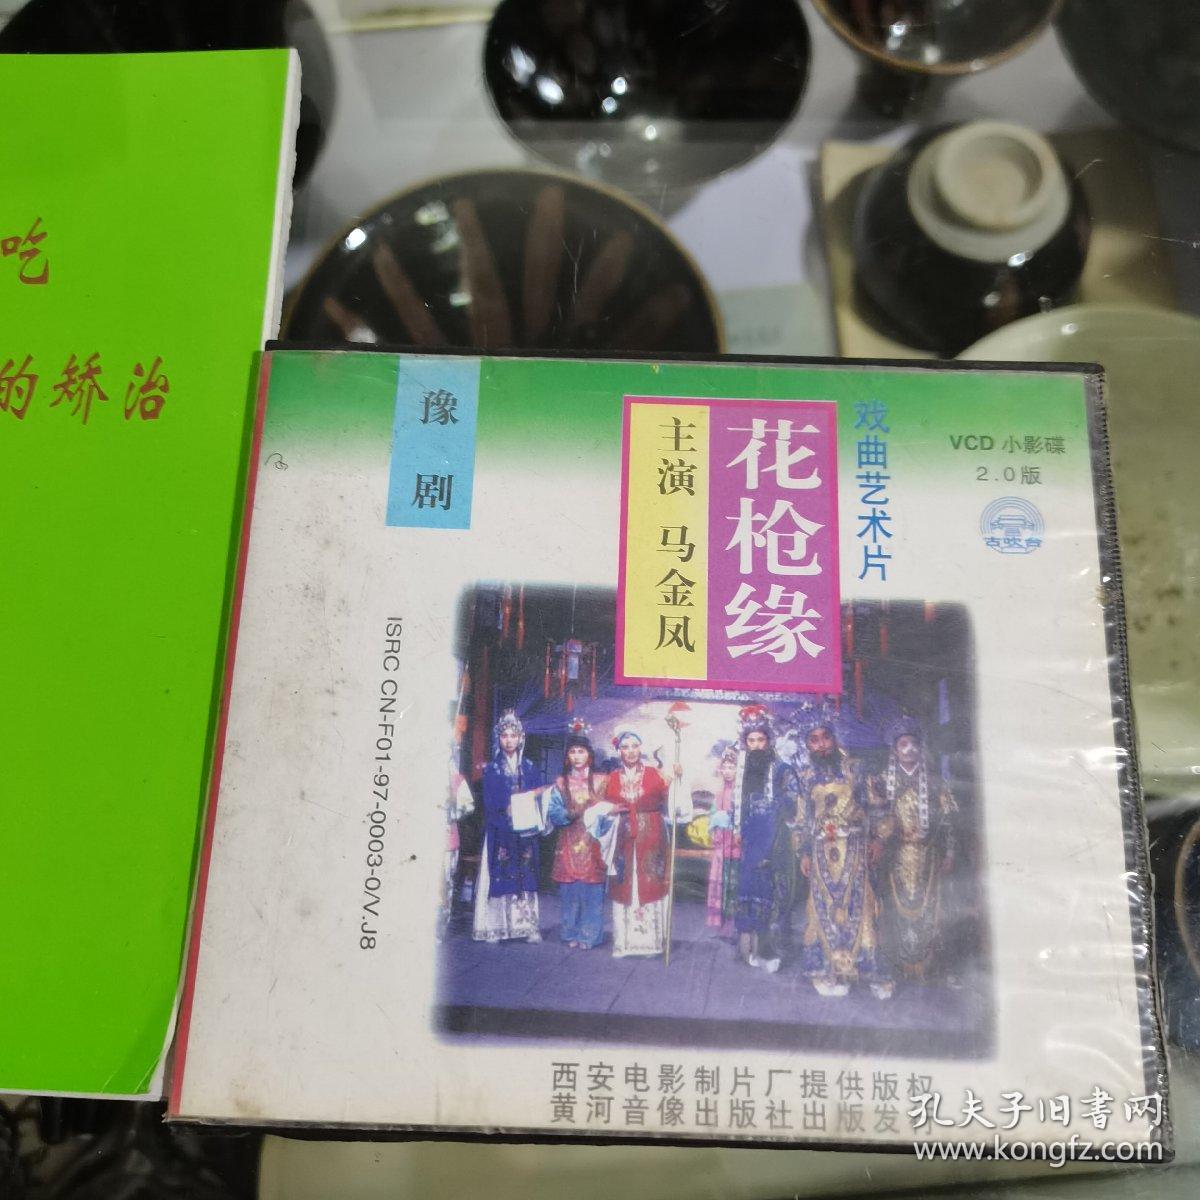 吃
的矫治
豫剧
主演 马金凤
花枪缘
戏曲艺术片
VCD 小影碟
2.0版
古吹台
ISRC CN-F01-97-0003-0/V.J8
西安电影制片厂提供版权
黄河音像出版社出版发行
孔夫子旧书网
www.kongfz.com